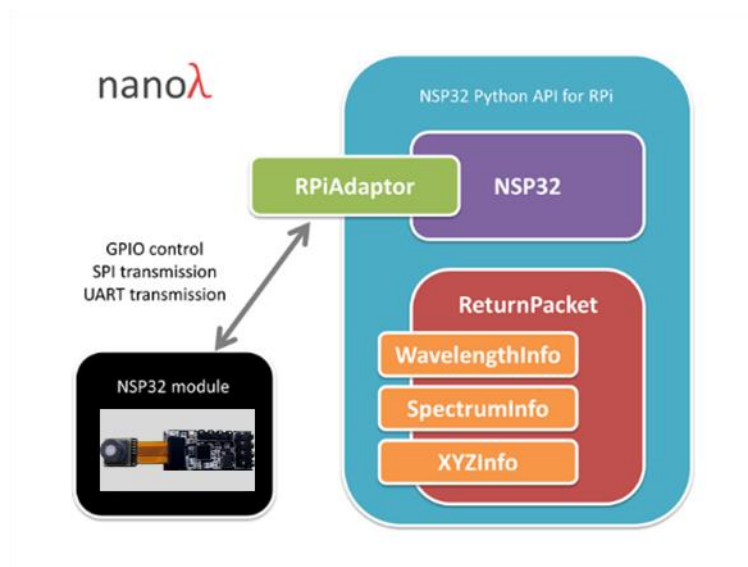 nanoλ
NSP32 Python API for RPi
RPiAdaptor
NSP32
GPIO control
SPI transmission
UART transmission
ReturnPacket
WavelengthInfo
SpectrumInfo
XYZInfo
NSP32 module